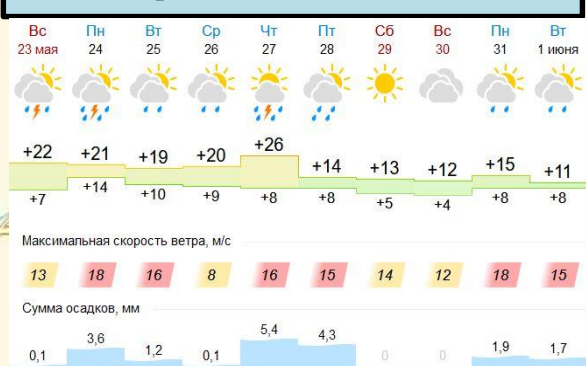 Вс Пн Вт Ср Чт Пт Сб Вс Пн Вт
23 мая 24 25 26 27 28 29 30 31 1 июня
+22 +21 +19 +20 +26 +14 +13 +12 +15 +11
+7 +14 +10 +9 +8 +8 +5 +4 +8 +8
Максимальная скорость ветра, м/с
13 18 16 8 16 15 14 12 18 15
Сумма осадков, мм
0,1 3,6 1,2 0,1 5,4 4,3 0 0 1,9 1,7